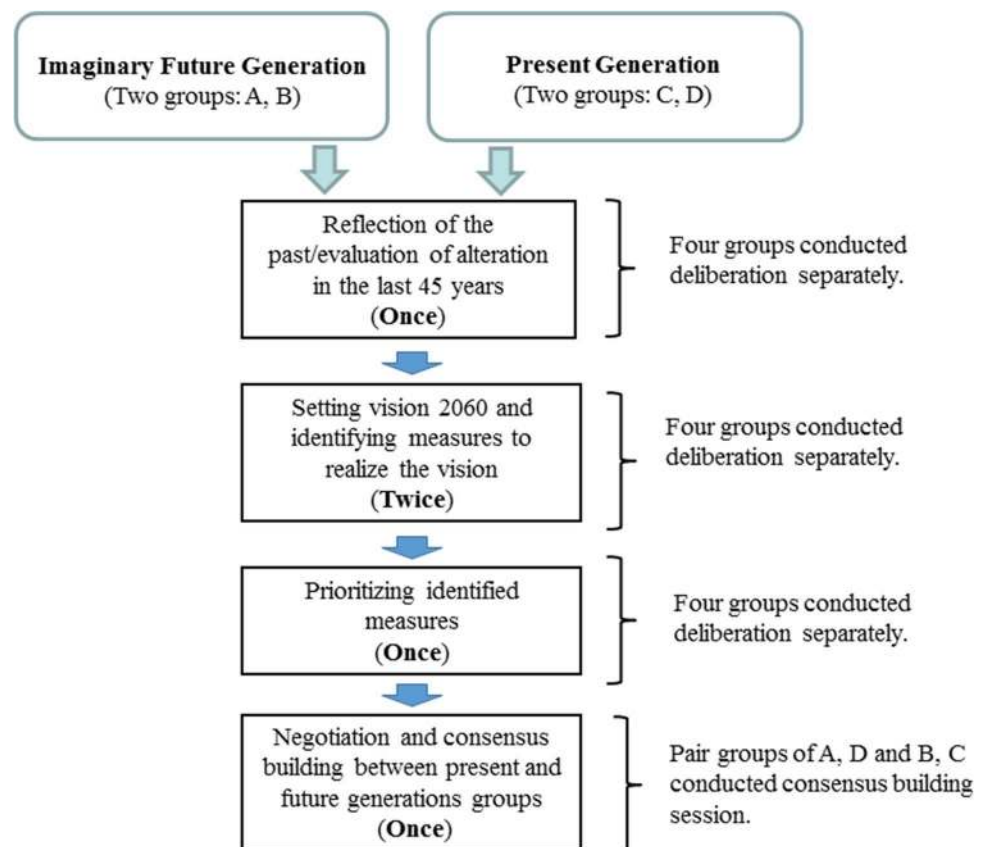 Imaginary Future Generation
(Two groups: A, B)
Present Generation
(Two groups: C, D)
Reflection of the
past/evaluation of alteration
in the last 45 years
(Once)
Four groups conducted
deliberation separately.
Setting vision 2060 and
identifying measures to
realize the vision
(Twice)
Four groups conducted
deliberation separately.
Prioritizing identified
measures
(Once)
Four groups conducted
deliberation separately.
Negotiation and consensus
building between present and
future generations groups
(Once)
Pair groups of A, D and B, C
conducted consensus building
session.